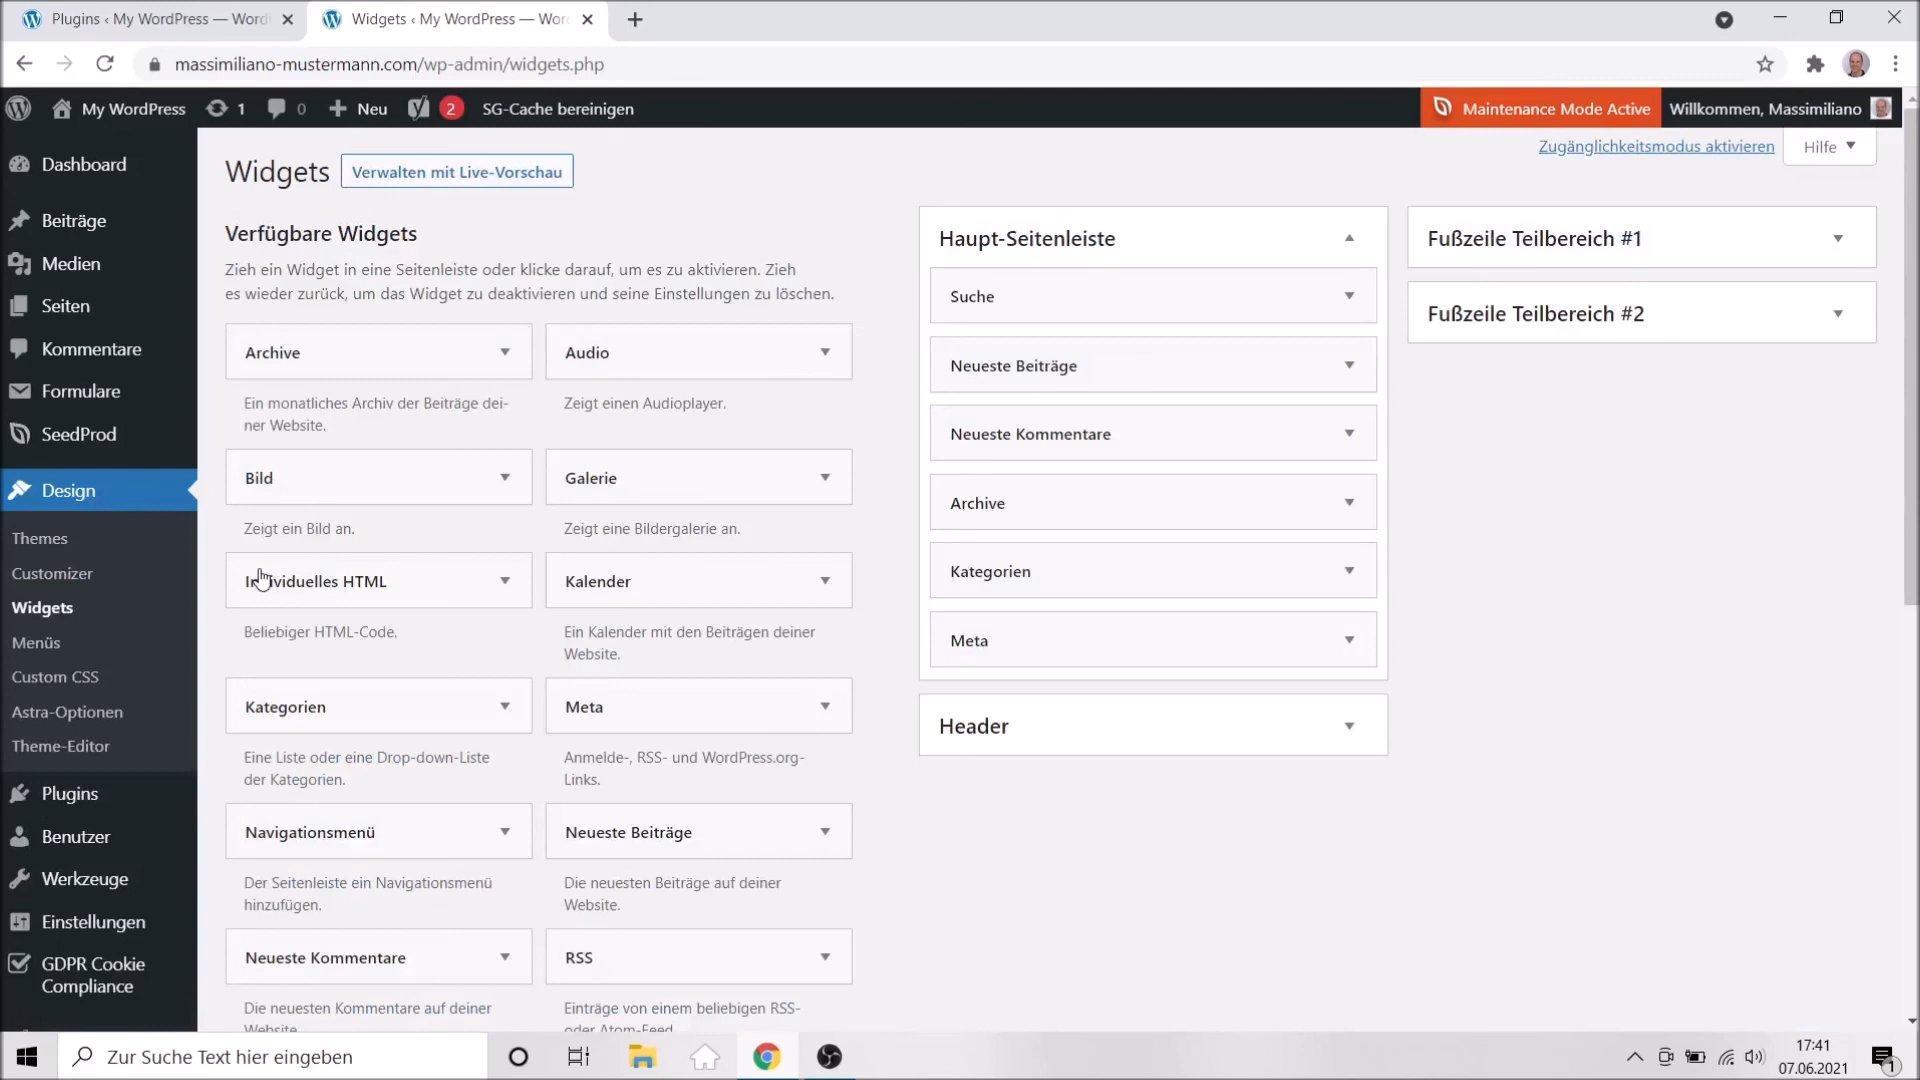 Plugins ‹ My WordPress — Word
Widgets ‹ My WordPress — Wor
massimiliano-mustermann.com/wp-admin/widgets.php
My WordPress
1
0
Neu
2
SG-Cache bereinigen
Maintenance Mode Active
Willkommen, Massimiliano
Dashboard
Beiträge
Medien
Seiten
Kommentare
Formulare
SeedProd
Design
Themes
Customizer
Widgets
Menüs
Custom CSS
Astra-Optionen
Theme-Editor
Plugins
Benutzer
Werkzeuge
Einstellungen
GDPR Cookie
Compliance
Widgets
Verwalten mit Live-Vorschau
Zugänglichkeitsmodus aktivieren
Hilfe
Verfügbare Widgets
Zieh ein Widget in eine Seitenleiste oder klicke darauf, um es zu aktivieren. Zieh
es wieder zurück, um das Widget zu deaktivieren und seine Einstellungen zu löschen.
Archive
Ein monatliches Archiv der Beiträge dei-
ner Website.
Audio
Zeigt einen Audioplayer.
Bild
Zeigt ein Bild an.
Galerie
Zeigt eine Bildergalerie an.
Individuelles HTML
Beliebiger HTML-Code.
Kalender
Ein Kalender mit den Beiträgen deiner
Website.
Kategorien
Eine Liste oder eine Drop-down-Liste
der Kategorien.
Meta
Anmelde-, RSS- und WordPress.org-
Links.
Navigationsmenü
Der Seitenleiste ein Navigationsmenü
hinzufügen.
Neueste Beiträge
Die neuesten Beiträge auf deiner
Website.
Neueste Kommentare
Die neuesten Kommentare auf deiner
Website.
RSS
Einträge von einem beliebigen RSS-
oder Atom-Feed.
Haupt-Seitenleiste
Suche
Neueste Beiträge
Neueste Kommentare
Archive
Kategorien
Meta
Header
Fußzeile Teilbereich #1
Fußzeile Teilbereich #2
Zur Suche Text hier eingeben
17:41
07.06.2021
1